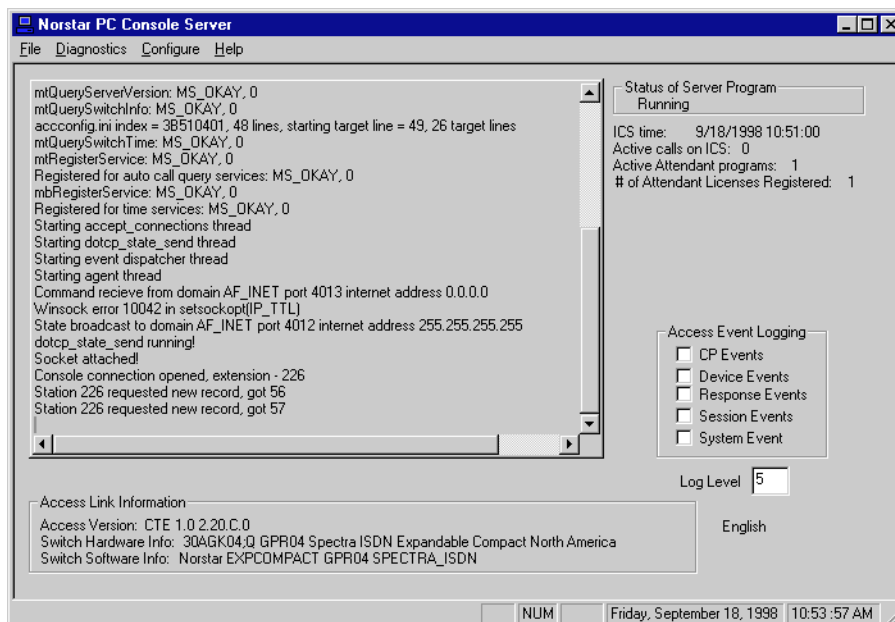 Norstar PC Console Server
File Diagnostics Configure Help
mtQueryServerVersion: MS_OKAY, 0
mtQuerySwitchInfo: MS_OKAY, 0
accconfig.ini index = 3B510401, 48 lines, starting target line = 49, 26 target lines
mtQuerySwitchTime: MS_OKAY, 0
mtRegisterService: MS_OKAY, 0
Registered for auto call query services: MS_OKAY, 0
mbRegisterService: MS_OKAY, 0
Registered for time services: MS_OKAY, 0
Starting accept_connections thread
Starting dotcp_state_send thread
Starting event dispatcher thread
Starting agent thread
Command recieve from domain AF_INET port 4013 internet address 0.0.0.0
Winsock error 10042 in setsockopt(IP_TTL)
State broadcast to domain AF_INET port 4012 internet address 255.255.255.255
dotcp_state_send running!
Socket attached!
Console connection opened, extension - 226
Station 226 requested new record, got 56
Station 226 requested new record, got 57
Status of Server Program
Running
ICS time: 9/18/1998 10:51:00
Active calls on ICS: 0
Active Attendant programs: 1
# of Attendant Licenses Registered: 1
Access Event Logging
CP Events
Device Events
Response Events
Session Events
System Event
Log Level 5
English
Access Link Information
Access Version: CTE 1.0 2.20.C.0
Switch Hardware Info: 30AGK04;Q GPR04 Spectra ISDN Expandable Compact North America
Switch Software Info: Norstar EXPCOMPACT GPR04 SPECTRA_ISDN
NUM Friday, September 18, 1998 10:53 :57 AM